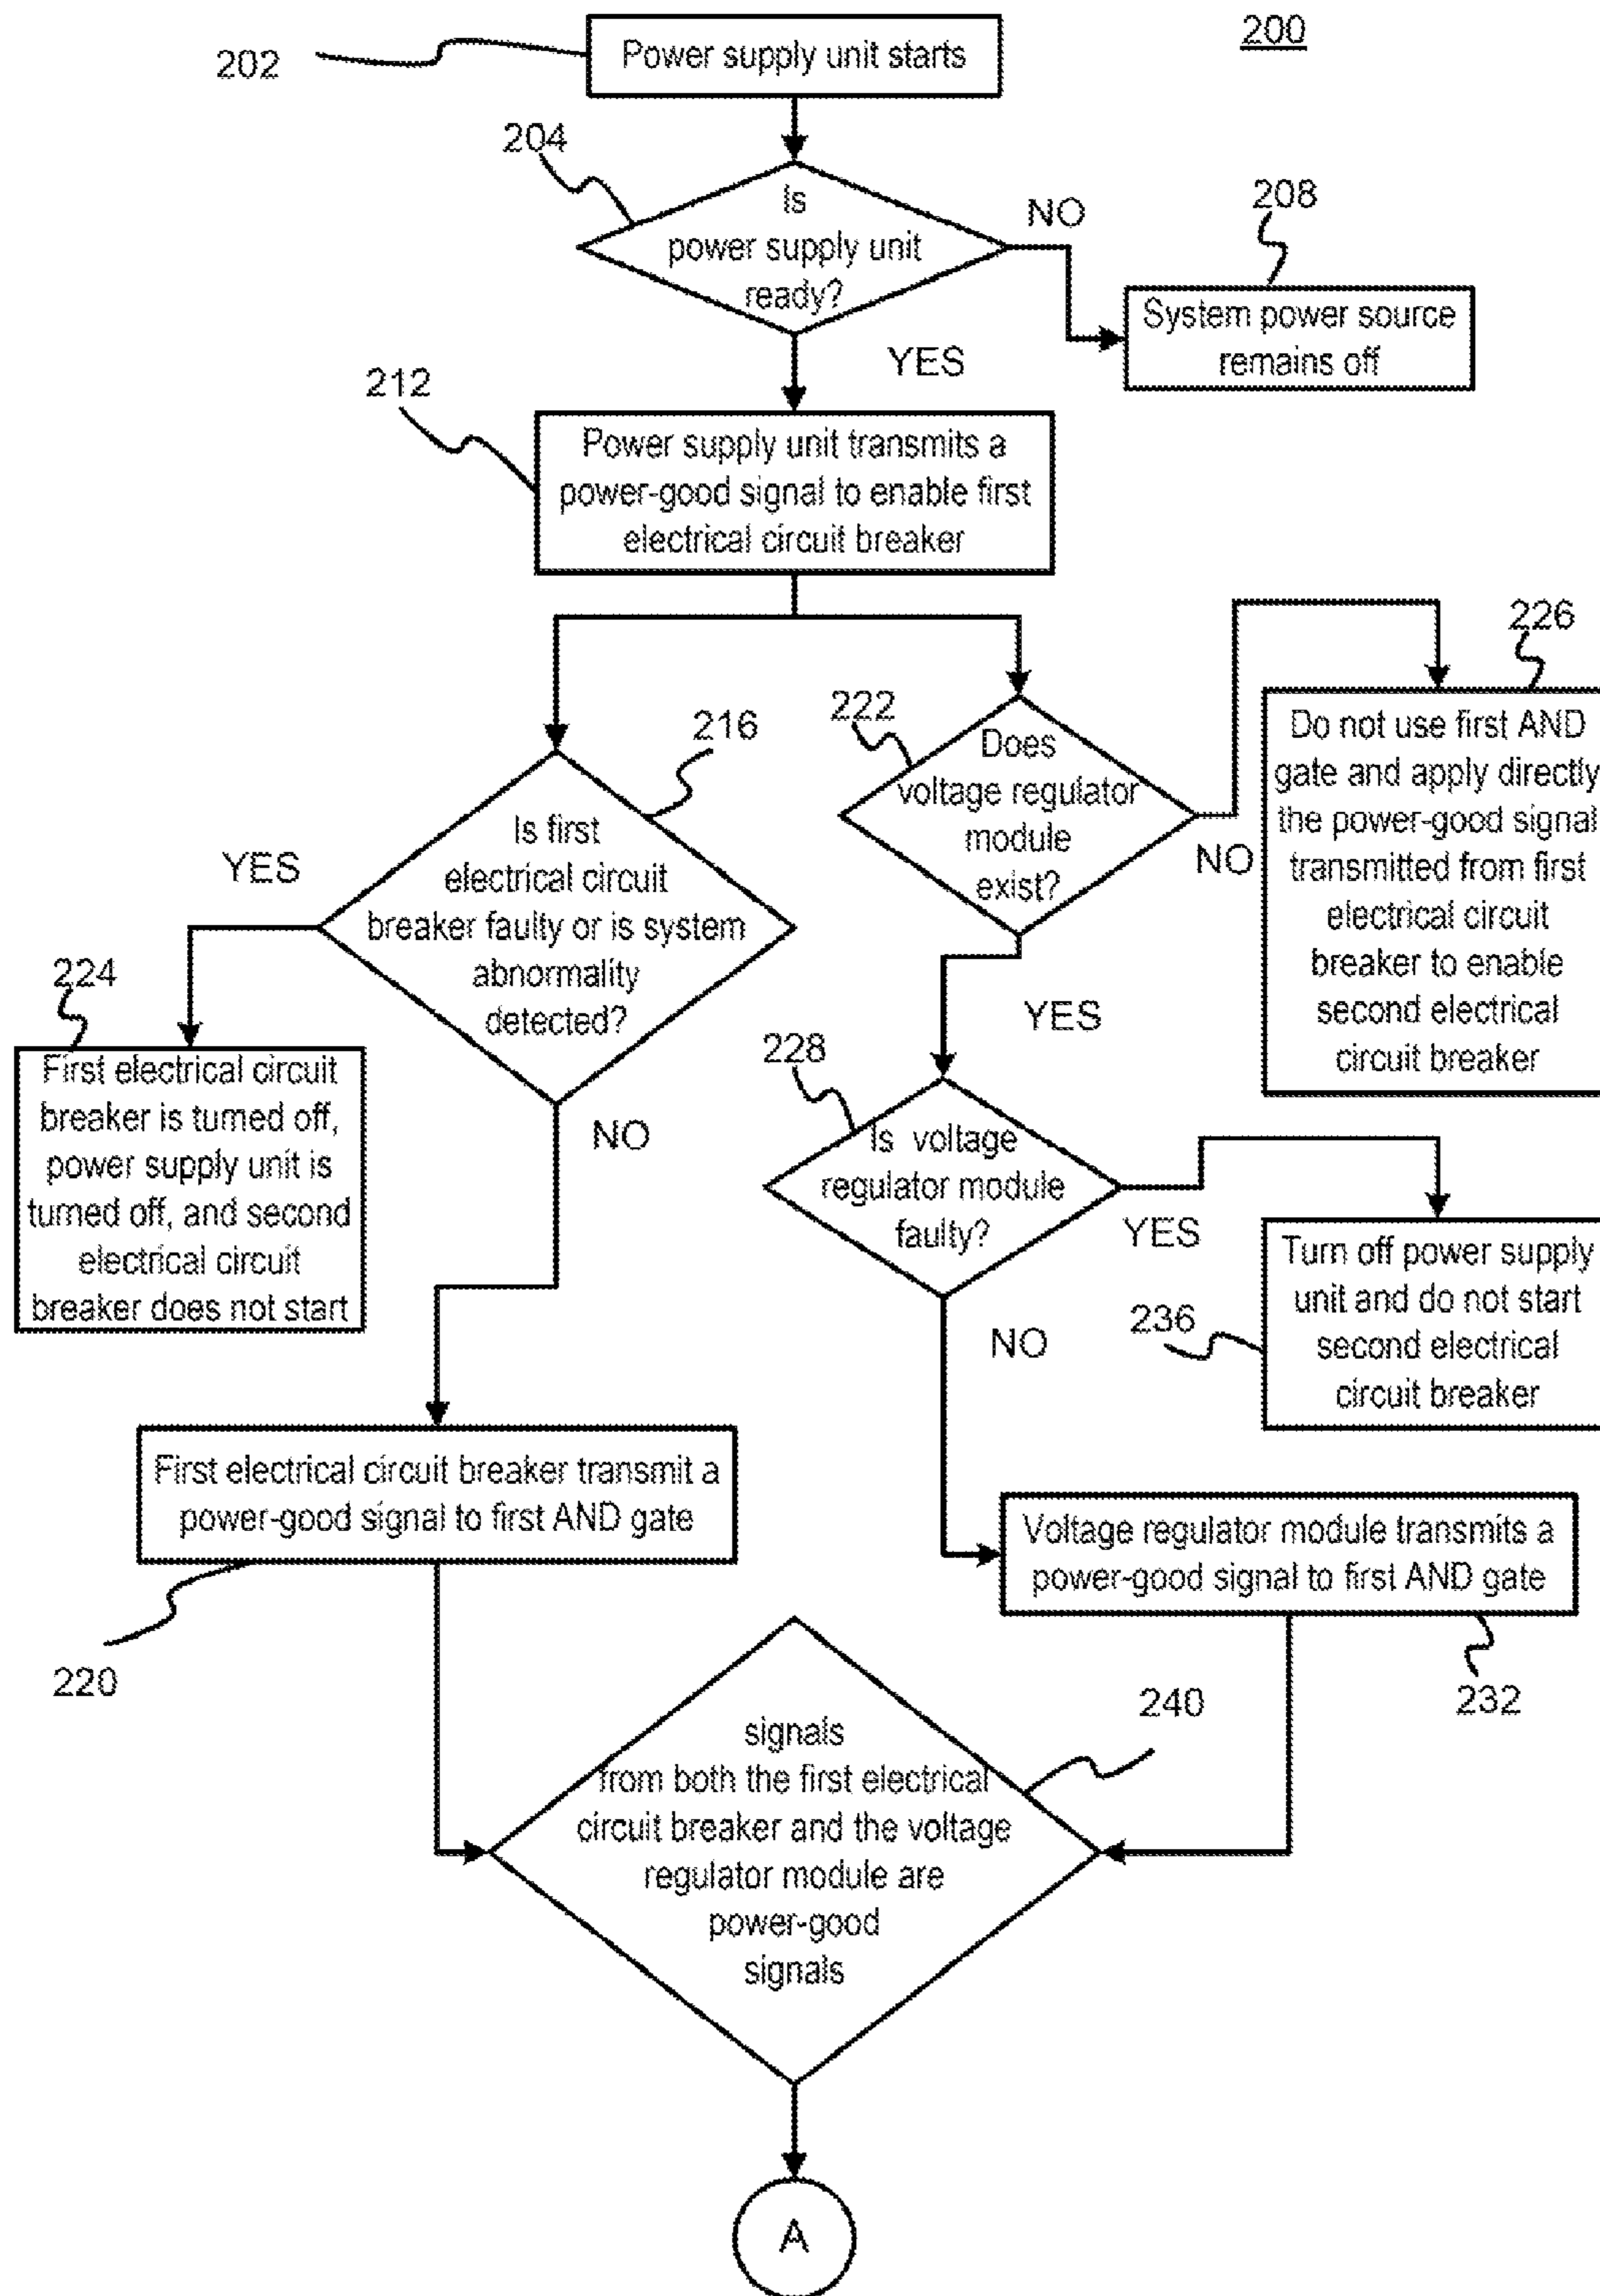 200
202
Power supply unit starts
204
Is
power supply unit
ready?
NO
208
System power source
remains off
YES
212
Power supply unit transmits a
power-good signal to enable first
electrical circuit breaker
216
Is first
electrical circuit
breaker faulty or is system
abnormality
detected?
YES
222
Does
voltage regulator
module
exist?
NO
226
Do not use first AND
gate and apply directly
the power-good signal
transmitted from first
electrical circuit
breaker to enable
second electrical
circuit breaker
224
First electrical circuit
breaker is turned off,
power supply unit is
turned off, and second
electrical circuit
breaker does not start
NO
YES
228
Is voltage
regulator module
faulty?
YES
236
Turn off power supply
unit and do not start
second electrical
circuit breaker
NO
First electrical circuit breaker transmit a
power-good signal to first AND gate
220
Voltage regulator module transmits a
power-good signal to first AND gate
232
240
signals
from both the first electrical
circuit breaker and the voltage
regulator module are
power-good
signals
A